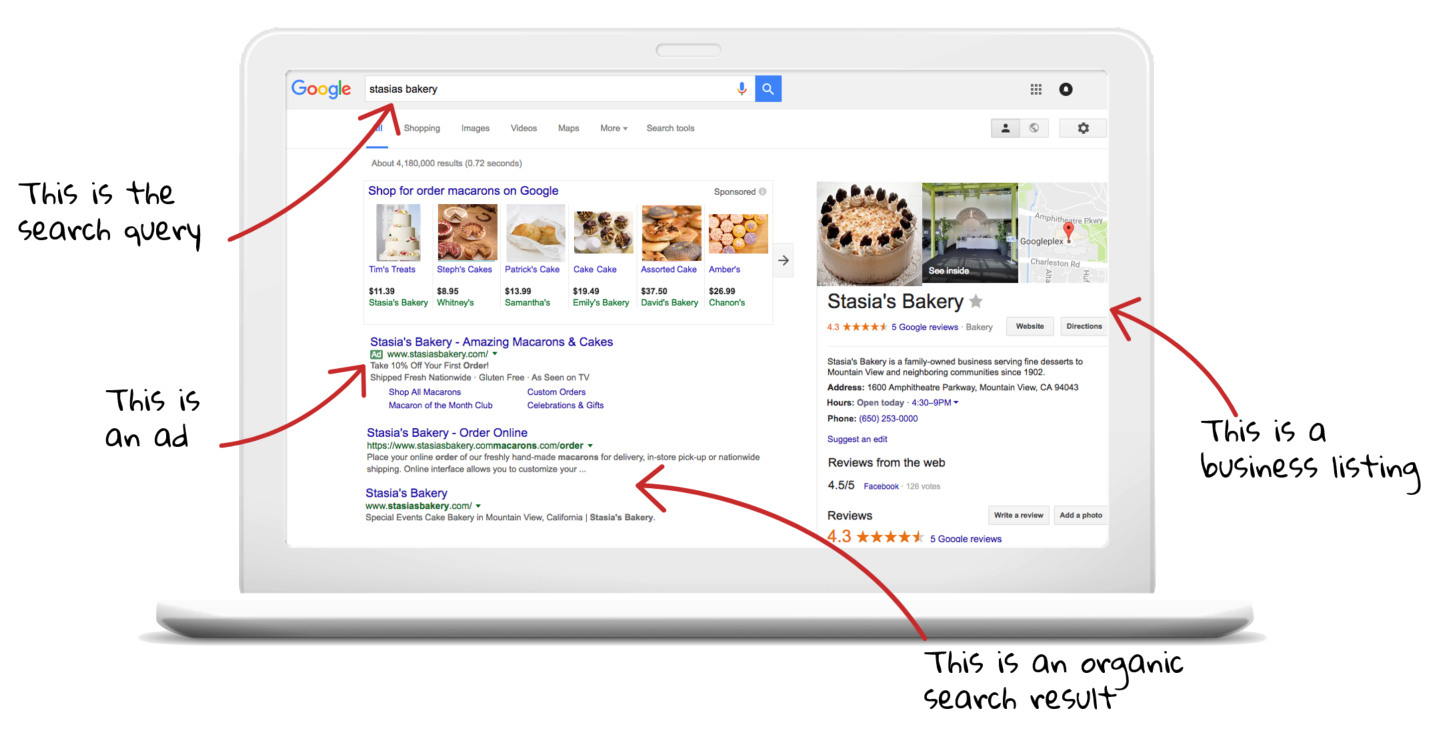 Google
stasias bakery
All Shopping Images Videos Maps More Search tools
About 4,180,000 results (0.72 seconds)
This is the
search query
Shop for order macarons on Google
Sponsored
Tim's Treats
$11.39
Stasia's Bakery
Steph's Cakes
$8.95
Whitney's
Patrick's Cake
$13.99
Samantha's
Cake Cake
$19.49
Emily's Bakery
Assorted Cake
$37.50
David's Bakery
Amber's
$26.99
Chanon's
Stasia's Bakery - Amazing Macarons & Cakes
Ad www.stasiasbakery.com/
Take 10% Off Your First Order!
Shipped Fresh Nationwide · Gluten Free · As Seen on TV
Shop All Macarons
Custom Orders
Macaron of the Month Club
Celebrations & Gifts
This is
an ad
Stasia's Bakery - Order Online
https://www.stasiasbakery.commacarons.com/order
Place your online order of our freshly hand-made macarons for delivery, in-store pick-up or nationwide
shipping. Online interface allows you to customize your ...
Stasia's Bakery
www.stasiasbakery.com/
Special Events Cake Bakery in Mountain View, California | Stasia's Bakery.
This is an organic
search result
See inside
Amphitheatre Pkwy
Googleplex
Charleston Rd
Stasia's Bakery
4.3 5 Google reviews · Bakery
Website
Directions
Stasia's Bakery is a family-owned business serving fine desserts to
Mountain View and neighboring communities since 1902.
Address: 1600 Amphitheatre Parkway, Mountain View, CA 94043
Hours: Open today · 4:30–9PM
Phone: (650) 253-0000
Suggest an edit
Reviews from the web
4.5/5 Facebook · 126 votes
Reviews
Write a review
Add a photo
4.3 5 Google reviews
This is a
business listing